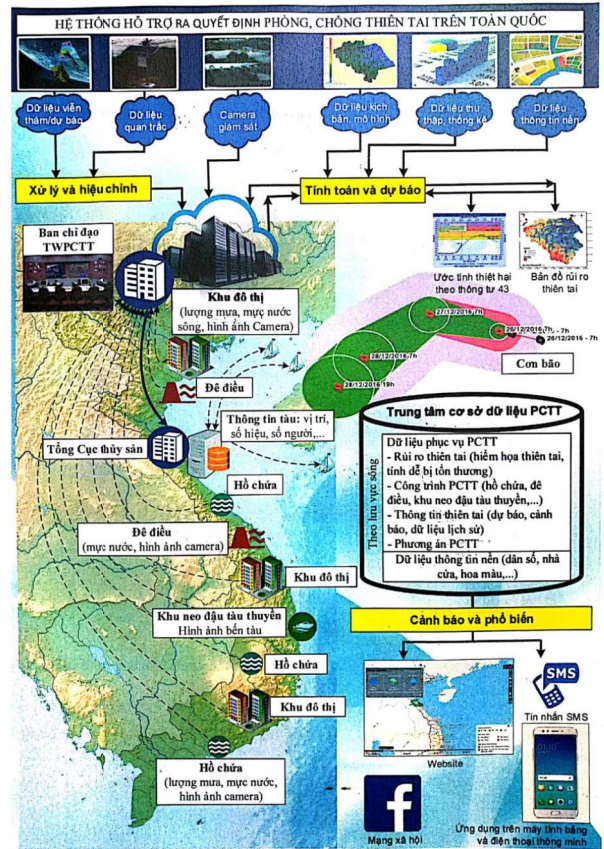 HỆ THỐNG HỖ TRỢ RA QUYẾT ĐỊNH PHÒNG, CHỐNG THIÊN TAI TRÊN TOÀN QUỐC
Dữ liệu viễn
thám/dự báo
Dữ liệu
quan trắc
Camera
giám sát
Dữ liệu kịch
bản, mô hình
Dữ liệu thu
thập, thống kê
Dữ liệu
thông tin nền
Xử lý và hiệu chỉnh
Tính toán và dự báo
Ban chỉ đạo
TWPCTT
Khu đô thị
(lượng mưa, mực nước
sông, hình ảnh Camera)
Ước tính thiệt hại
theo thông tư 43
Bản đồ rủi ro
thiên tai
27/12/2016 7h
26/12/2016 7h
- 7h
26/12/2016 - 7h
28/12/2016 7h
28/12/2016 19h
Cơn bão
Đê điều
Thông tin tàu: vị trí,
số hiệu, số người,...
Tổng Cục thủy sản
Hồ chứa
Trung tâm cơ sở dữ liệu PCTT
Theo lưu vực sông
Dữ liệu phục vụ PCTT
- Rủi ro thiên tai (hiểm họa thiên tai,
tính dễ bị tổn thương)
- Công trình PCTT (hồ chứa, đê
điều, khu neo đậu tàu thuyền,...)
- Thông tin thiên tai (dự báo, cảnh
báo, dữ liệu lịch sử)
- Phương án PCTT
Dữ liệu thông tin nền (dân số, nhà
cửa, hoa màu,...)
Đê điều
(mực nước, hình ảnh camera)
Khu đô thị
Khu neo đậu tàu thuyền
Hình ảnh bến tàu
Hồ chứa
Khu đô thị
Hồ chứa
(lượng mưa, mực nước,
hình ảnh camera)
Cảnh báo và phổ biến
Website
SMS
Tin nhắn SMS
01:10
f
Mạng xã hội
Ứng dụng trên máy tính bảng
và điện thoại thông minh